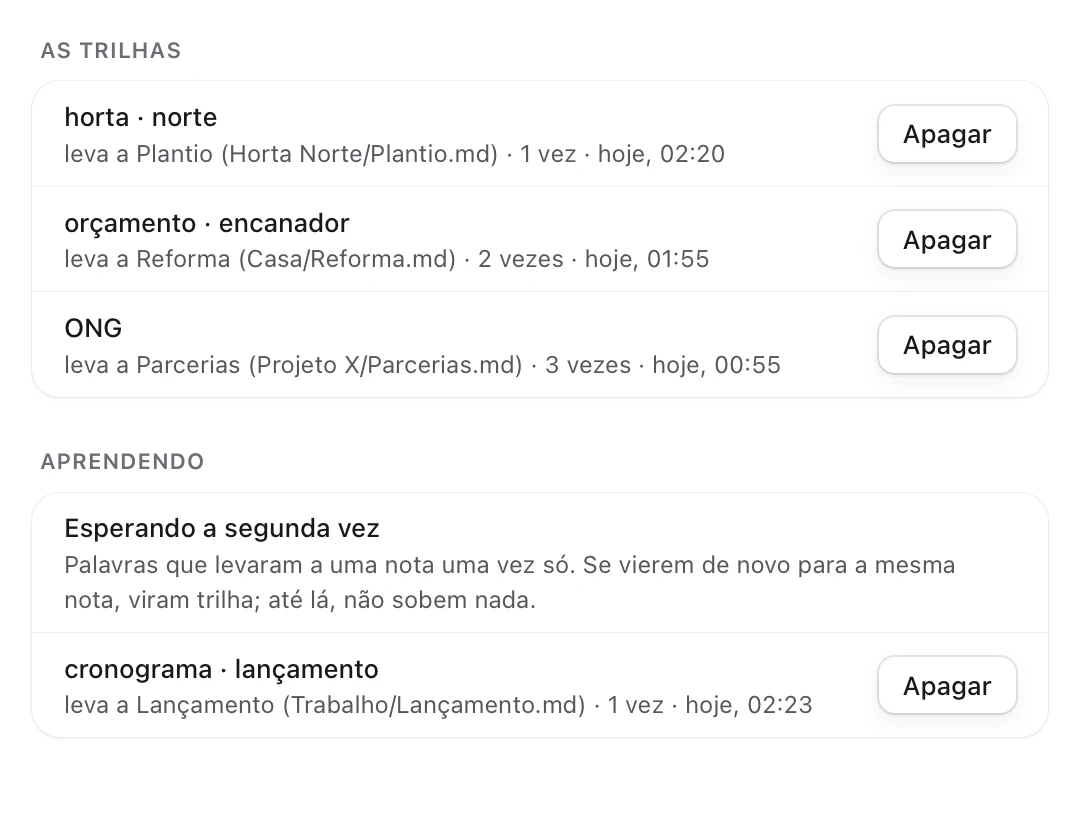 AS TRILHAS
horta · norte
leva a Plantio (Horta Norte/Plantio.md) · 1 vez · hoje, 02:20
Apagar
orçamento · encanador
leva a Reforma (Casa/Reforma.md) · 2 vezes · hoje, 01:55
Apagar
ONG
leva a Parcerias (Projeto X/Parcerias.md) · 3 vezes · hoje, 00:55
Apagar
APRENDENDO
Esperando a segunda vez
Palavras que levaram a uma nota uma vez só. Se vierem de novo para a mesma
nota, viram trilha; até lá, não sobem nada.
cronograma · lançamento
leva a Lançamento (Trabalho/Lançamento.md) · 1 vez · hoje, 02:23
Apagar